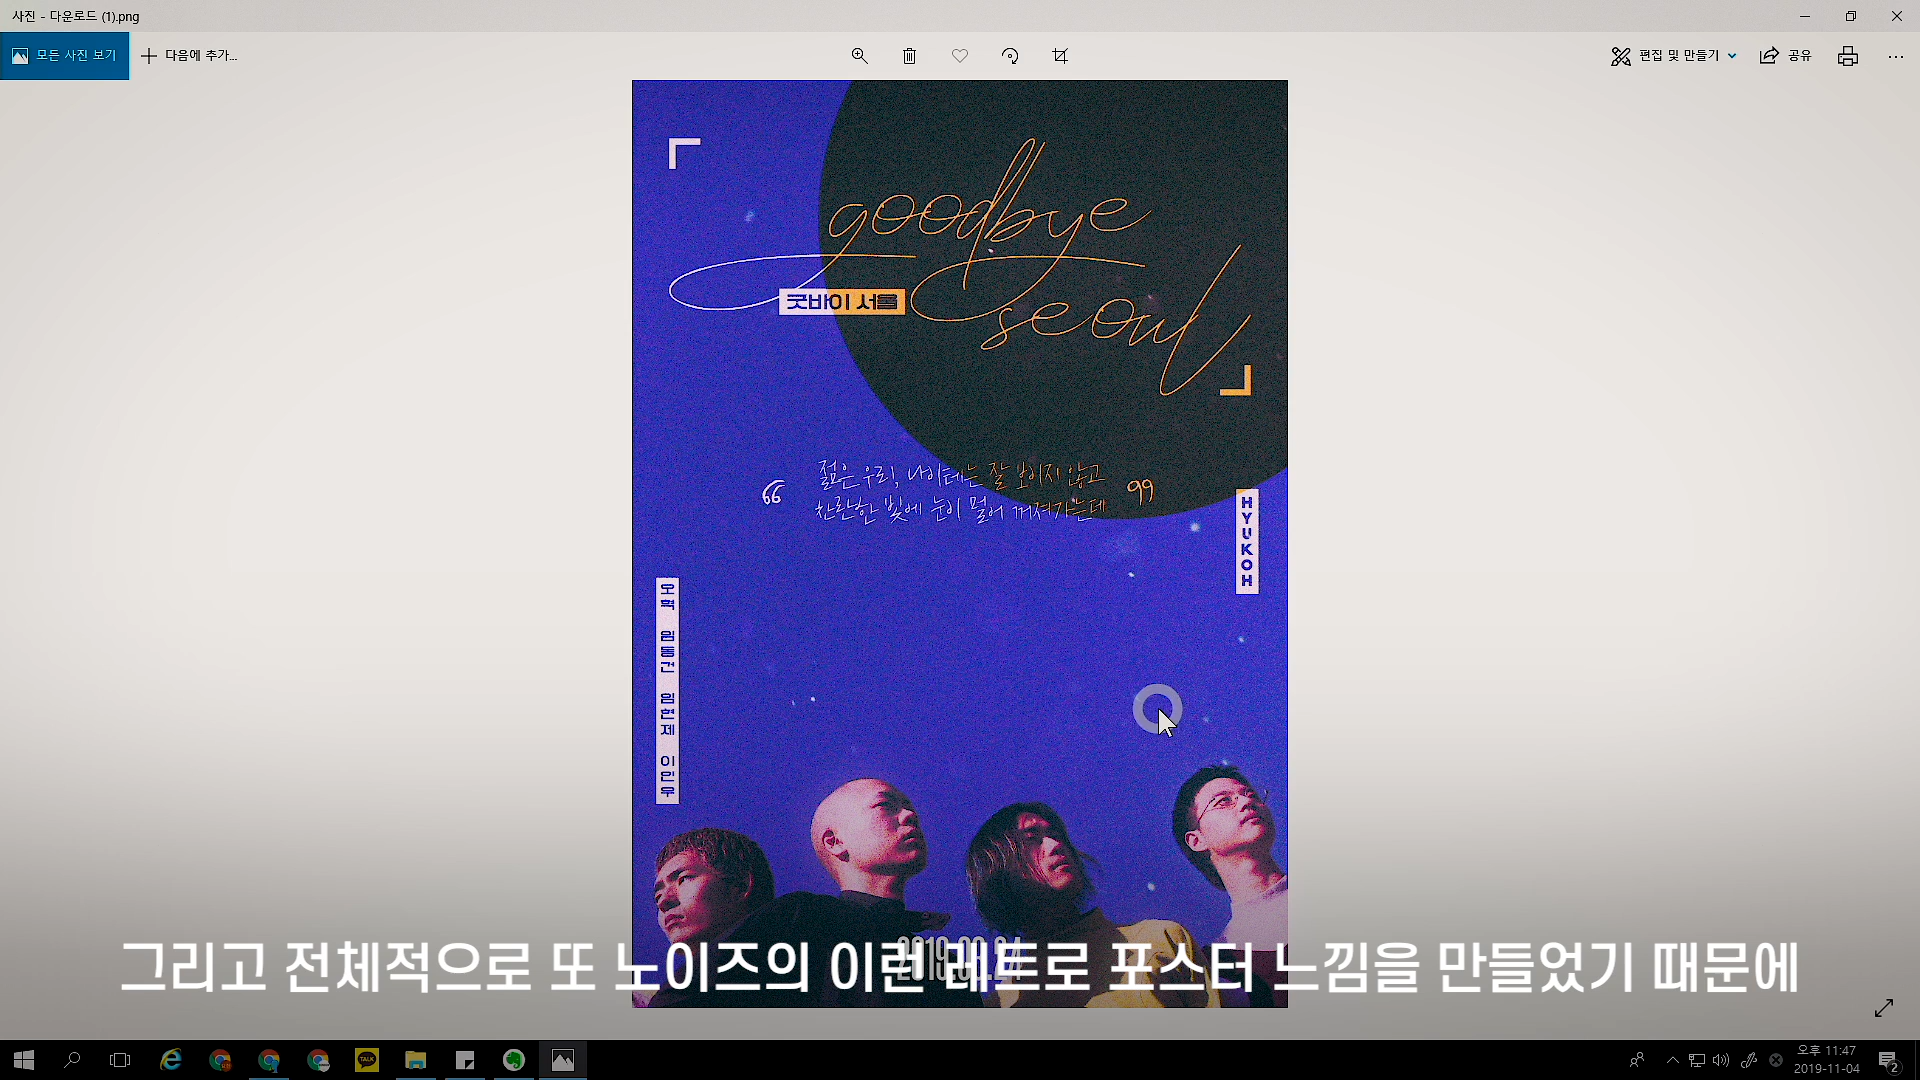 사진 - 다운로드 (1).png
모든 사진 보기
다음에 추가...
편집 및 만들기
공유
goodbye
seoul
굿바이 서울
젊은 우리, 나이테는 잘 보이지 않고
찬란한 빛에 눈이 멀어 꺼져가는데
HYUKOH
오혁 임동건 임현제 이인우
그리고 전체적으로 또 노이즈의 이런 레트로 포스터 느낌을 만들었기 때문에
TALK
오후 11:47
2019-11-04
2